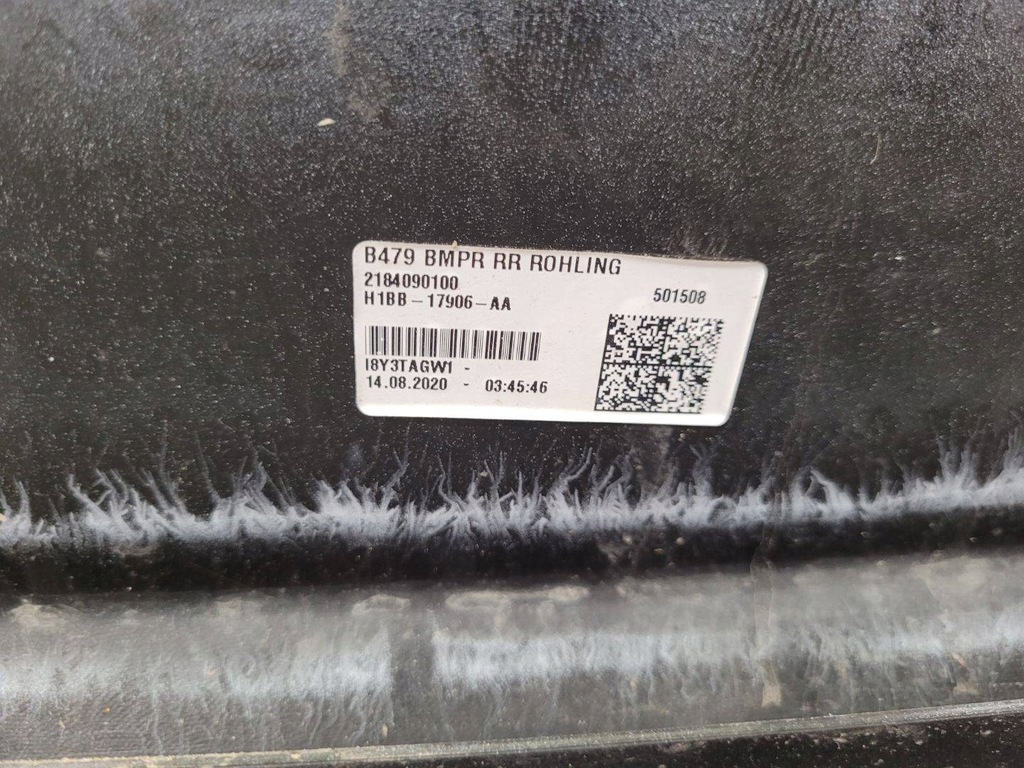 B479 BMPR RR ROHLING
2184090100
H1BB-17906-AA
501508
I8Y3TAGW1 -
14.08.2020 - 03:45:46